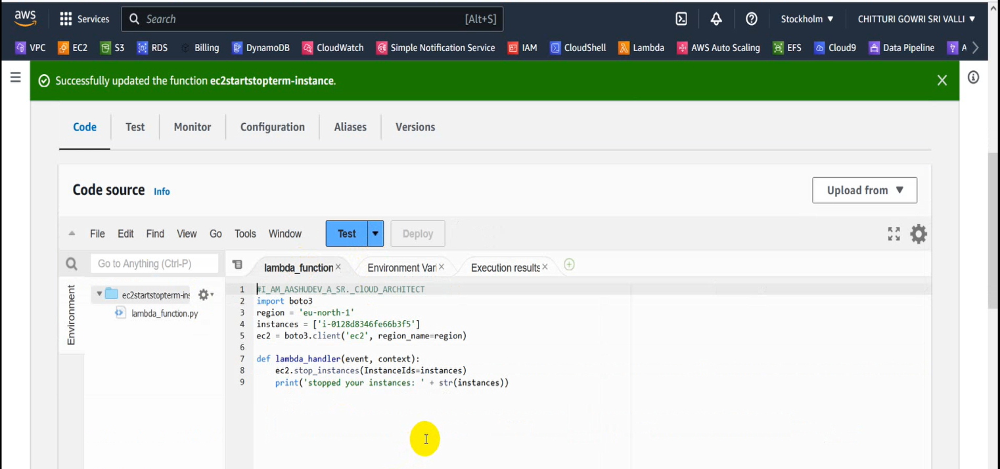 aws Services Search [Alt+S] Stockholm ▼ CHITTURI GOWRI SRI VALLI ▼
VPC EC2 S3 RDS Billing DynamoDB CloudWatch Simple Notification Service IAM CloudShell Lambda AWS Auto Scaling EFS Cloud9 Data Pipeline A
Successfully updated the function ec2startstopterm-instance.
Code Test Monitor Configuration Aliases Versions
Code source Info Upload from ▼
File Edit Find View Go Tools Window Test Deploy
Go to Anything (Ctrl-P) lambda_function Environment Vari Execution results
Environment
ec2startstopterm-ins
lambda_function.py
1 #I_AM_AASHUDEV_A_SR._ClOUD_ARCHITECT
2 import boto3
3 region = 'eu-north-1'
4 instances = ['i-0128d8346fe66b3f5']
5 ec2 = boto3.client('ec2', region_name=region)
6
7 def lambda_handler(event, context):
8     ec2.stop_instances(InstanceIds=instances)
9     print('stopped your instances: ' + str(instances))